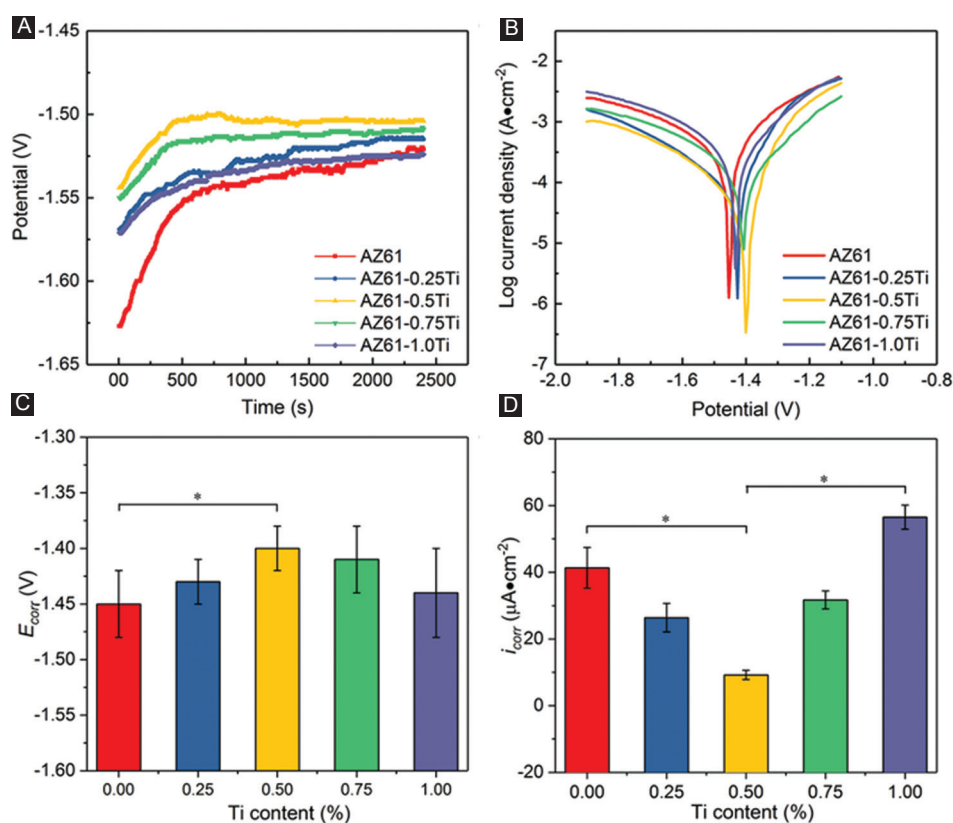 A
-1.45
-1.50
-1.55
-1.60
-1.65
Potential (V)
AZ61
AZ61-0.25Ti
AZ61-0.5Ti
AZ61-0.75Ti
AZ61-1.0Ti
00 500 1000 1500 2000 2500
Time (s)
B
-2
-3
-4
-5
-6
-7
Log current density (A•cm-2)
AZ61
AZ61-0.25Ti
AZ61-0.5Ti
AZ61-0.75Ti
AZ61-1.0Ti
-2.0 -1.8 -1.6 -1.4 -1.2 -1.0 -0.8
Potential (V)
C
-1.30
-1.35
-1.40
-1.45
-1.50
-1.55
-1.60
Ecorr (V)
*
0.00 0.25 0.50 0.75 1.00
Ti content (%)
D
80
60
40
20
0
-20
icorr (μA•cm-2)
*
*
0.00 0.25 0.50 0.75 1.00
Ti content (%)